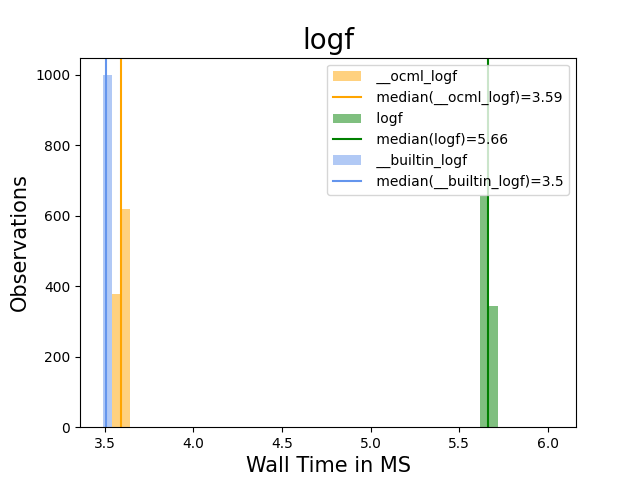 logf
Observations
1000
800
600
400
200
0
__ocml_logf
median(__ocml_logf)=3.59
logf
median(logf)=5.66
__builtin_logf
median(__builtin_logf)=3.5
3.5 4.0 4.5 5.0 5.5 6.0
Wall Time in MS